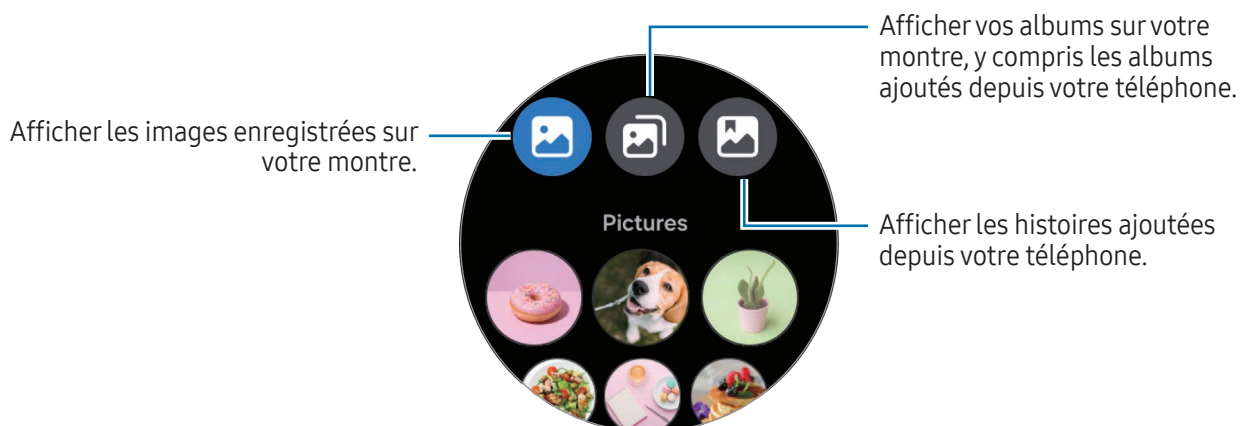 Afficher vos albums sur votre
montre, y compris les albums
ajoutés depuis votre téléphone.
Afficher les images enregistrées sur
votre montre.
Pictures
Afficher les histoires ajoutées
depuis votre téléphone.